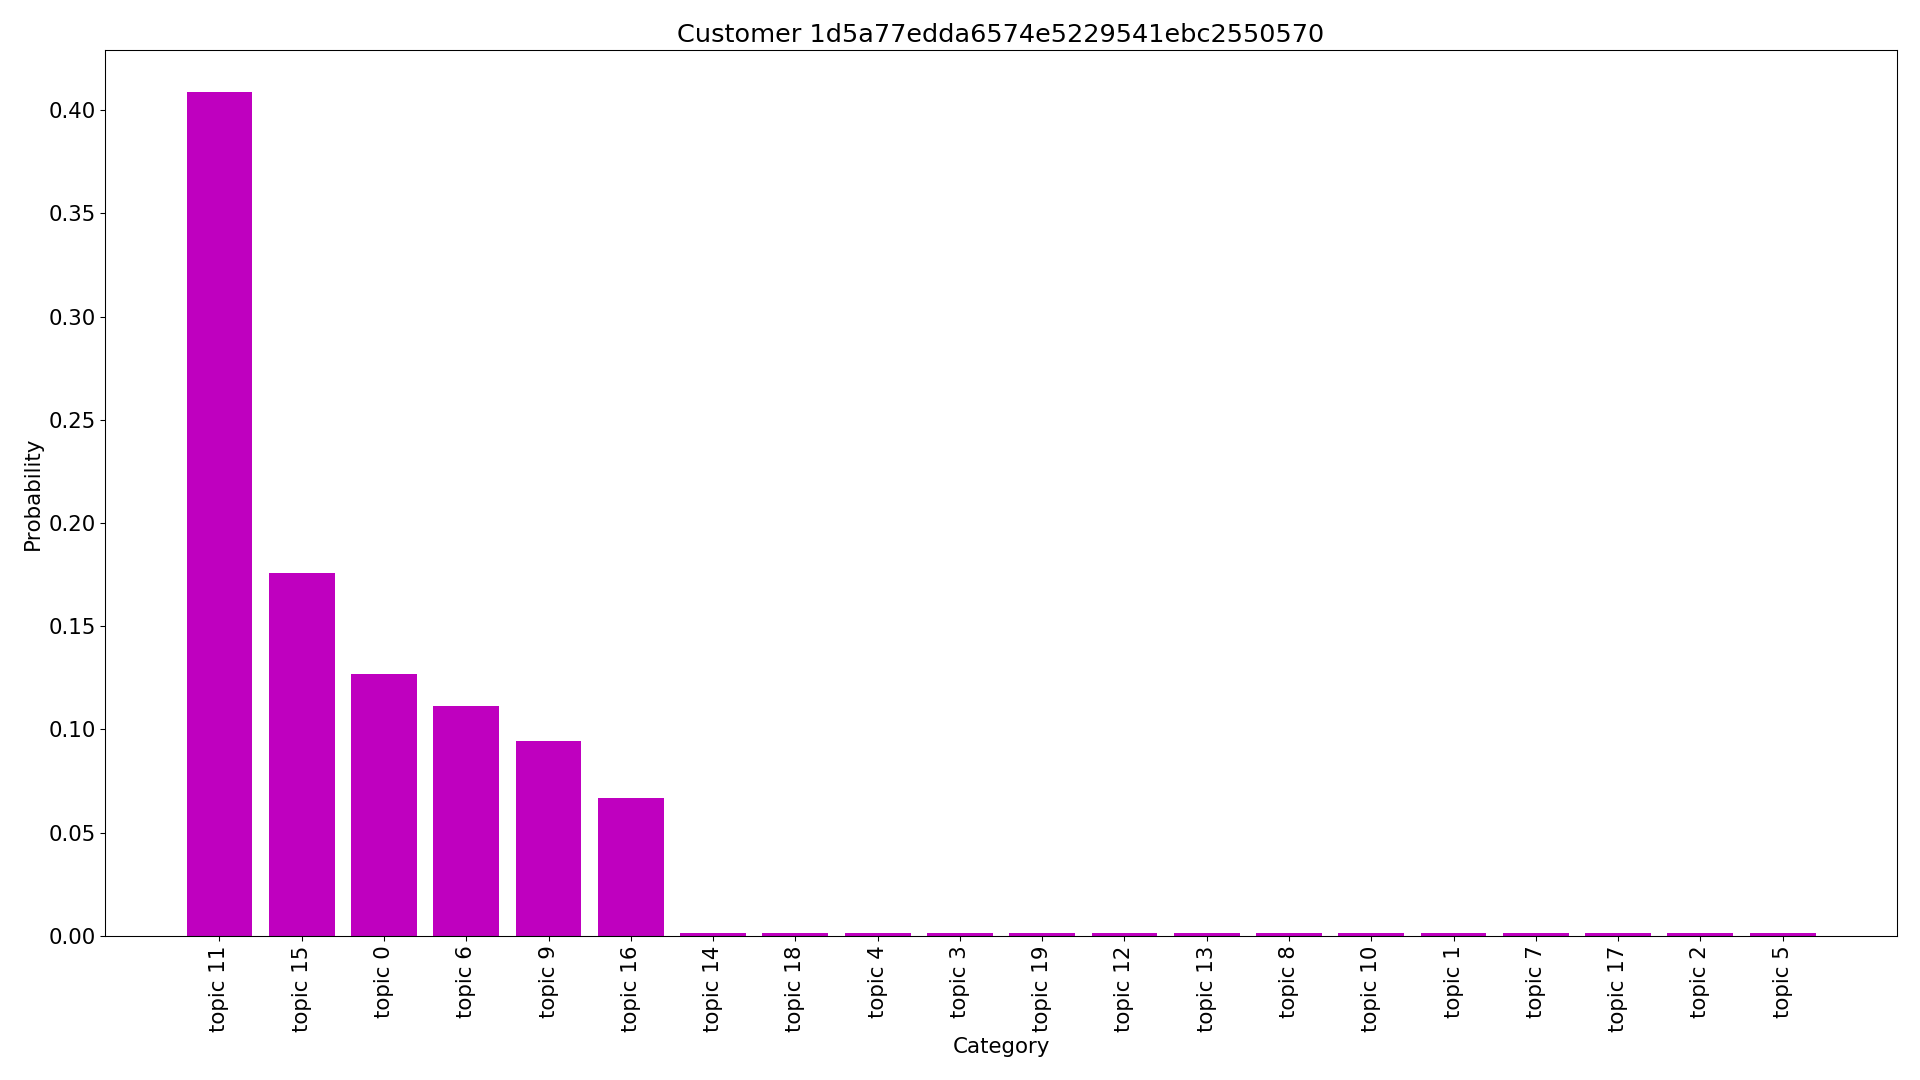 Customer 1d5a77edda6574e5229541ebc2550570
Probability
0.40
0.35
0.30
0.25
0.20
0.15
0.10
0.05
0.00
topic 11
topic 15
topic 0
topic 6
topic 9
topic 16
topic 14
topic 18
topic 4
topic 3
topic 19
topic 12
topic 13
topic 8
topic 10
topic 1
topic 7
topic 17
topic 2
topic 5
Category